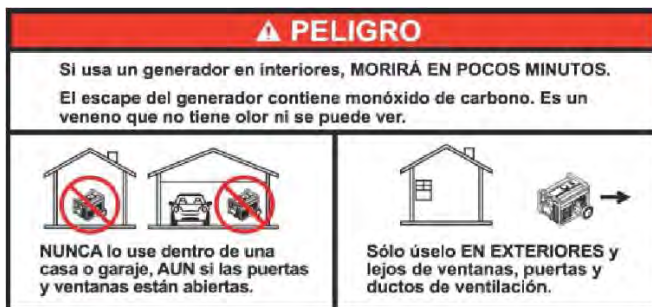 PELIGRO
Si usa un generador en interiores, MORIRÁ EN POCOS MINUTOS.
El escape del generador contiene monóxido de carbono. Es un
veneno que no tiene olor ni se puede ver.
NUNCA lo use dentro de una
casa o garaje, AUN si las puertas
y ventanas están abiertas.
Sólo úselo EN EXTERIORES y
lejos de ventanas, puertas y
ductos de ventilación.